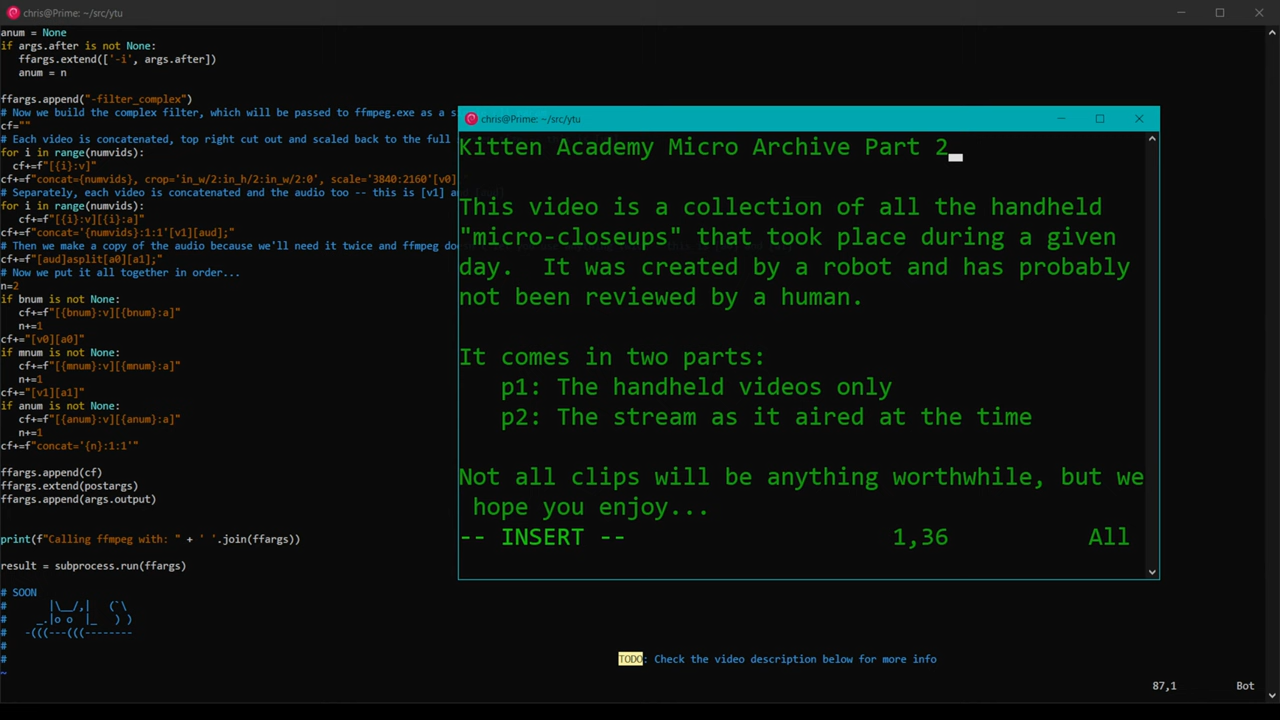 chris@Prime: ~/src/ytu
anum = None
if args.after is not None:
   ffargs.extend(['-i', args.after])
   anum = n
ffargs.append("-filter_complex")
# Now we build the complex filter, which will be passed to ffmpeg.exe as a s
cf=""
# Each video is concatenated, top right cut out and scaled back to the full
for i in range(numvids):
  cf+=f"[{i}:v]"
cf+=f"concat={numvids}, crop='in_w/2:in_h/2:in_w/2:0', scale='3840:2160'[v0]
# Separately, each video is concatenated and the audio too -- this is [v1] a
for i in range(numvids):
   cf+=f"[{i}:v][{i}:a]"
cf+=f"concat='{numvids}:1:1'[v1][aud];"
# Then we make a copy of the audio because we'll need it twice and ffmpeg do
cf+=f"[aud]asplit[a0][a1];"
# Now we put it all together in order...
n=2
if bnum is not None:
   cf+=f"[{bnum}:v][{bnum}:a]"
   n+=1
cf+="[v0][a0]"
if mnum is not None:
   cf+=f"[{mnum}:v][{mnum}:a]"
   n+=1
cf+="[v1][a1]"
if anum is not None:
   cf+=f"[{anum}:v][{anum}:a]"
   n+=1
cf+=f"concat='{n}:1:1'"
ffargs.append(cf)
ffargs.extend(postargs)
ffargs.append(args.output)
print(f"Calling ffmpeg with: " + ' '.join(ffargs))
result = subprocess.run(ffargs)
# SOON
#       |\__/,|   (`\
#     _.|o o  |_   ) )
#    -(((---(((--------
#
#
~
chris@Prime: ~/src/ytu
Kitten Academy Micro Archive Part 2
This video is a collection of all the handheld
"micro-closeups" that took place during a given
day.  It was created by a robot and has probably
not been reviewed by a human.
It comes in two parts:
   p1: The handheld videos only
   p2: The stream as it aired at the time
Not all clips will be anything worthwhile, but we
 hope you enjoy...
-- INSERT -- 1,36 All
TODO: Check the video description below for more info
87,1 Bot